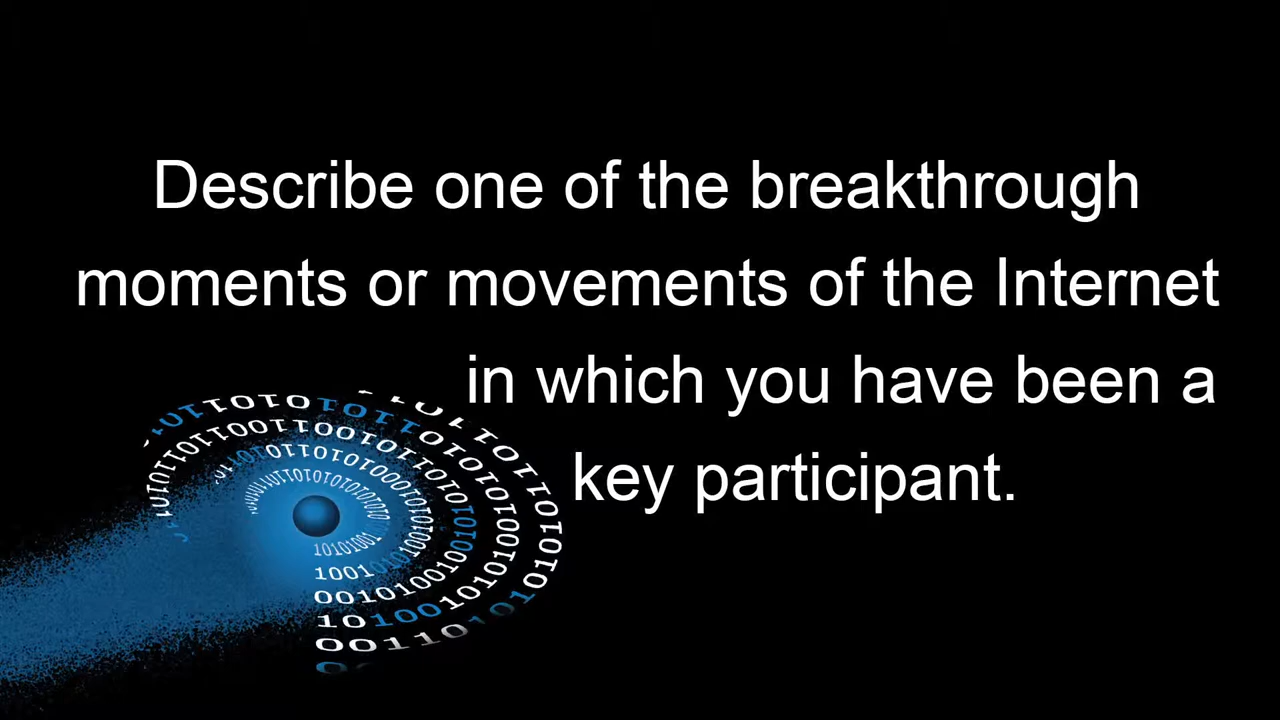 Describe one of the breakthrough
moments or movements of the Internet
in which you have been a
key participant.